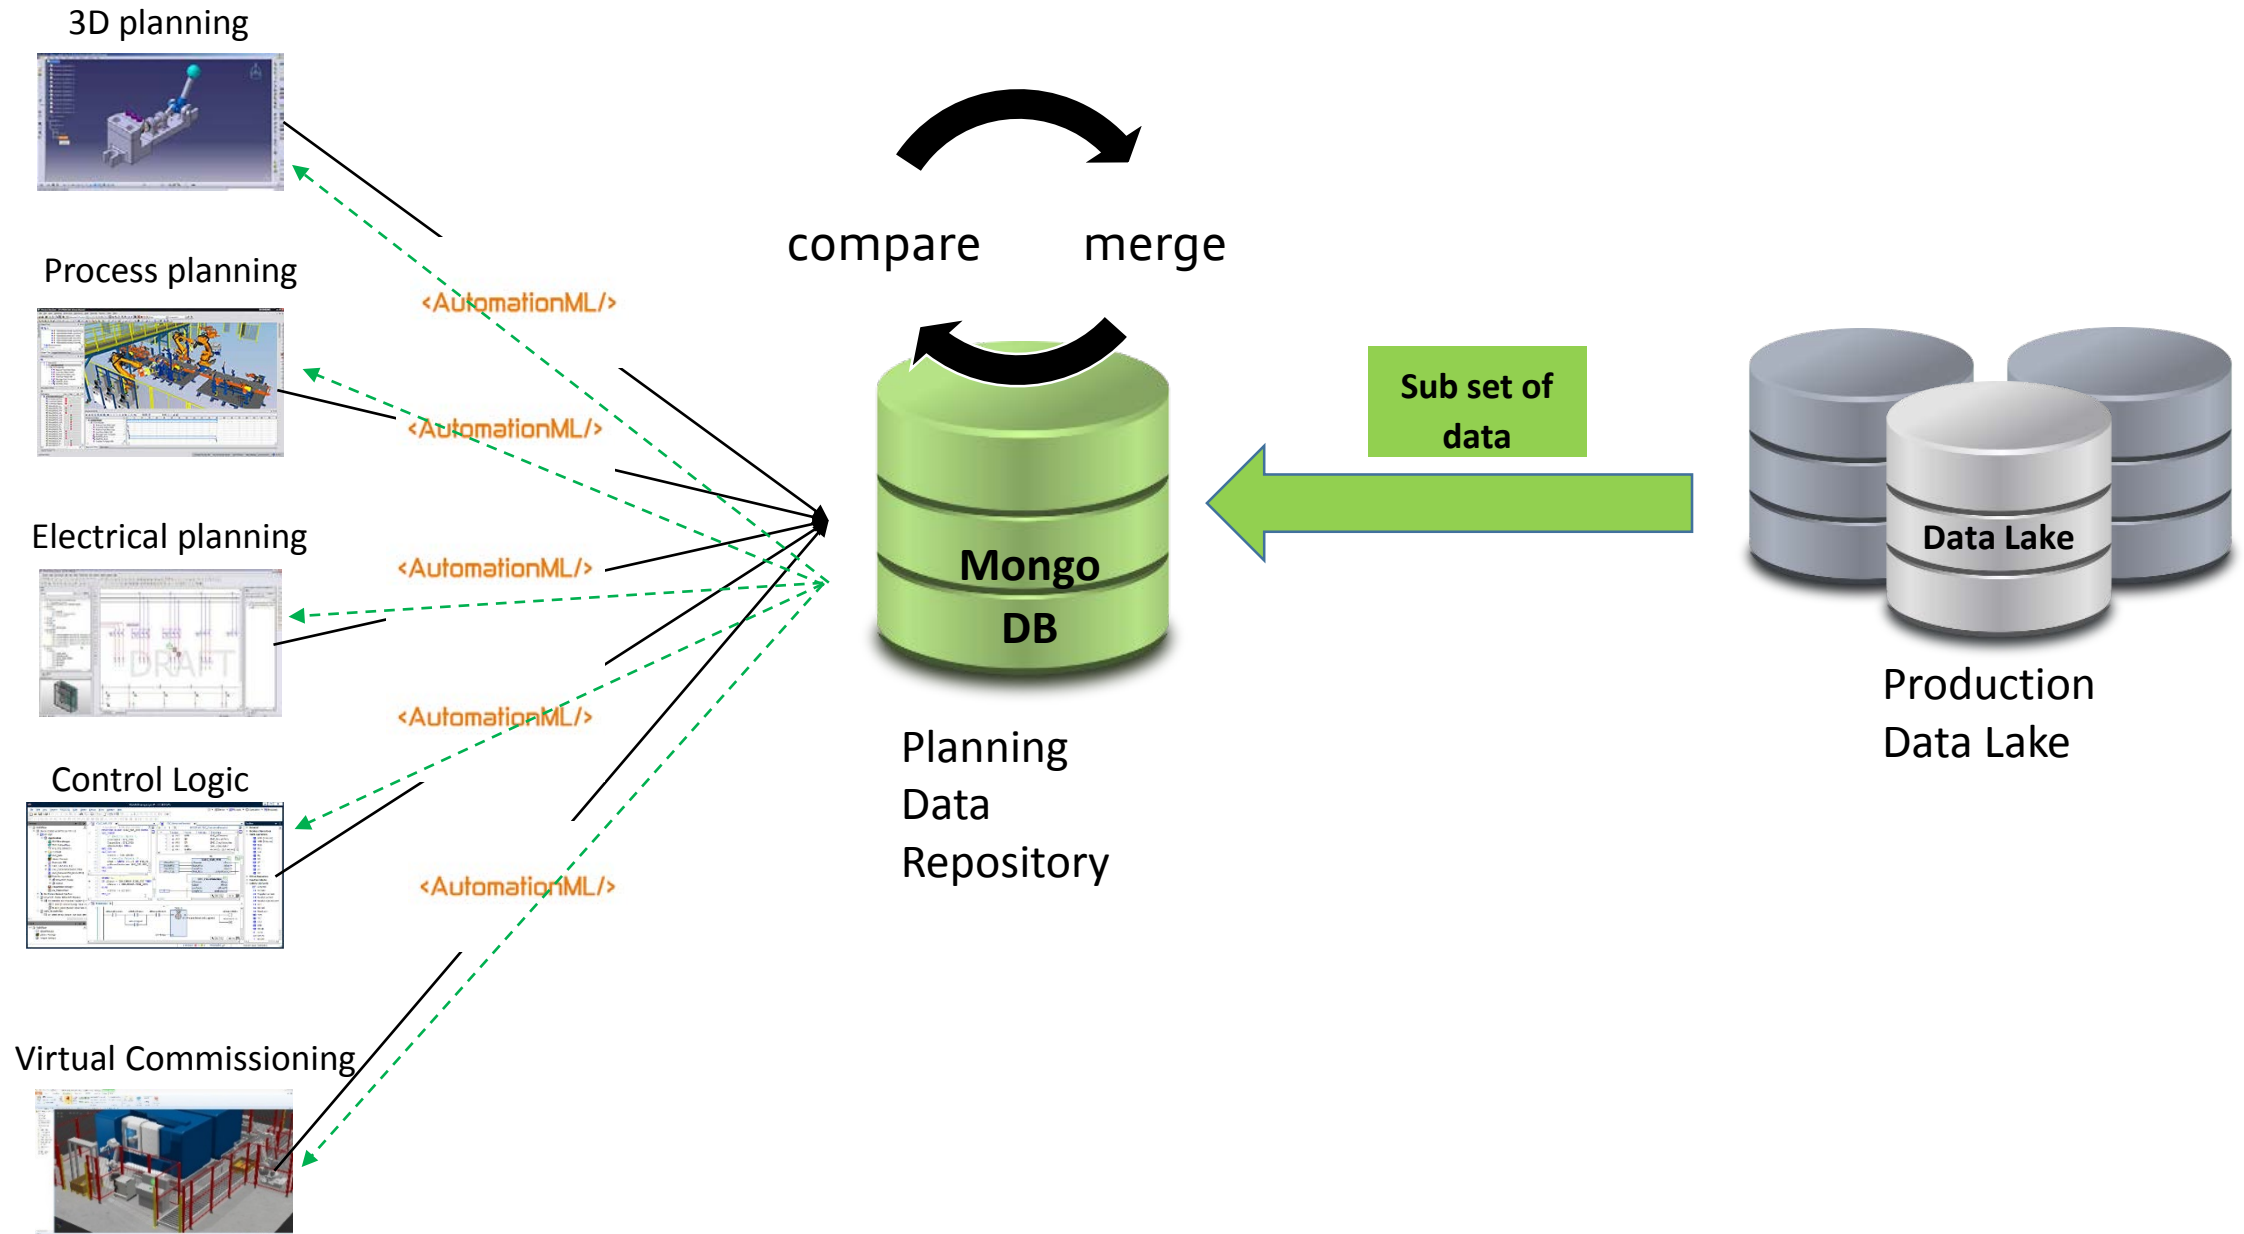 3D planning
Process planning
<AutomationML/>
<AutomationML/>
Electrical planning
<AutomationML/>
DRAFT
<AutomationML/>
Control Logic
<AutomationML/>
Virtual Commissioning
compare merge
Mongo
DB
Planning
Data
Repository
Sub set of
data
Data Lake
Production
Data Lake